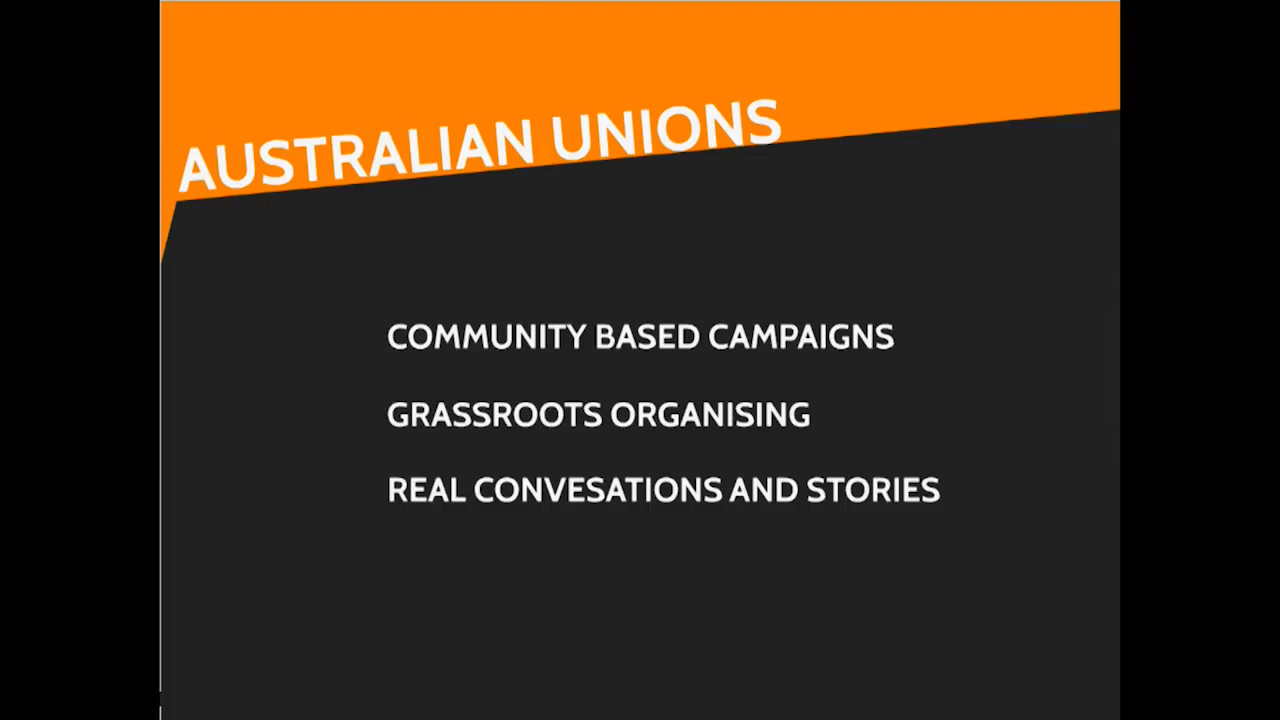 AUSTRALIAN UNIONS
COMMUNITY BASED CAMPAIGNS
GRASSROOTS ORGANISING
REAL CONVESATIONS AND STORIES